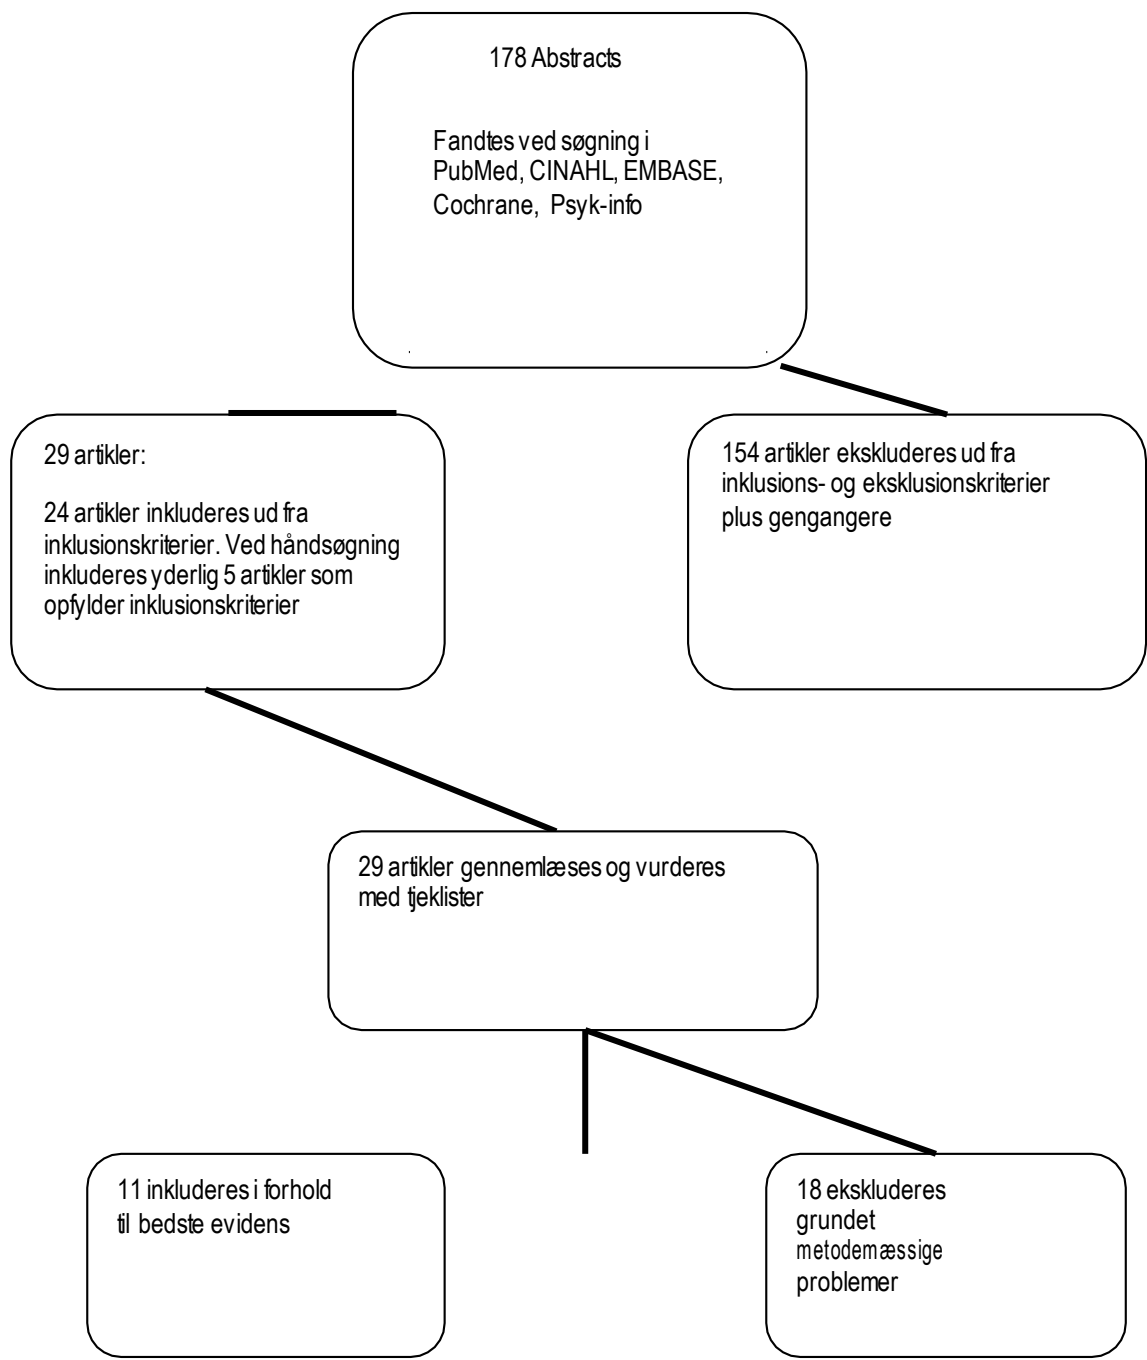 178 Abstracts
Fandtes ved søgning i
PubMed, CINAHL, EMBASE,
Cochrane, Psyk-info
29 artikler:
24 artikler inkluderes ud fra
inklusionskriterier. Ved håndsøgning
inkluderes yderlig 5 artikler som
opfylder inklusionskriterier
154 artikler ekskluderes ud fra
inklusions- og eksklusionskriterier
plus gengangere
29 artikler gennemlæses og vurderes
med tjeklister
11 inkluderes i forhold
til bedste evidens
18 ekskluderes
grundet
metodemæssige
problemer